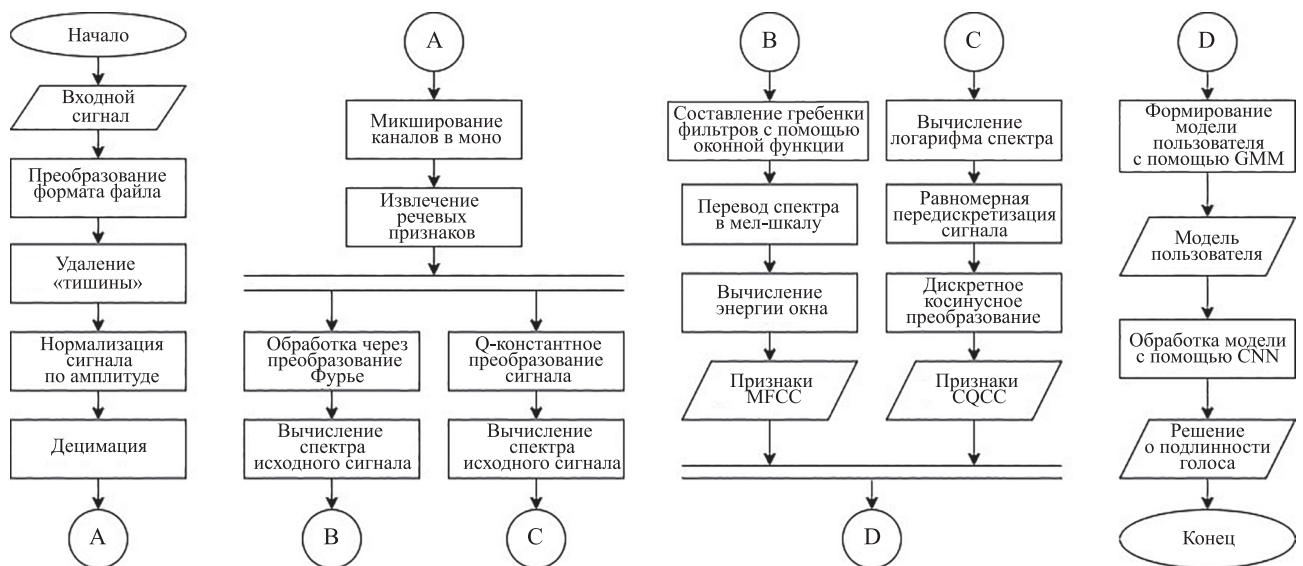 Начало
Входной
сигнал
Преобразование
формата файла
Удаление
«тишины»
Нормализация
сигнала
по амплитуде
Децимация
A
A
Микширование
каналов в моно
Извлечение
речевых
признаков
Обработка через
преобразование
Фурье
Вычисление
спектра
исходного сигнала
B
Q-константное
преобразование
сигнала
Вычисление
спектра
исходного сигнала
C
B
Составление гребенки
фильтров с помощью
оконной функции
Перевод спектра
в мел-шкалу
Вычисление
энергии окна
Признаки
MFCC
C
Вычисление
логарифма спектра
Равномерная
передискретизация
сигнала
Дискретное
косинусное
преобразование
Признаки
CQCC
D
D
Формирование
модели
пользователя
с помощью GMM
Модель
пользователя
Обработка модели
с помощью CNN
Решение
о подлинности
голоса
Конец